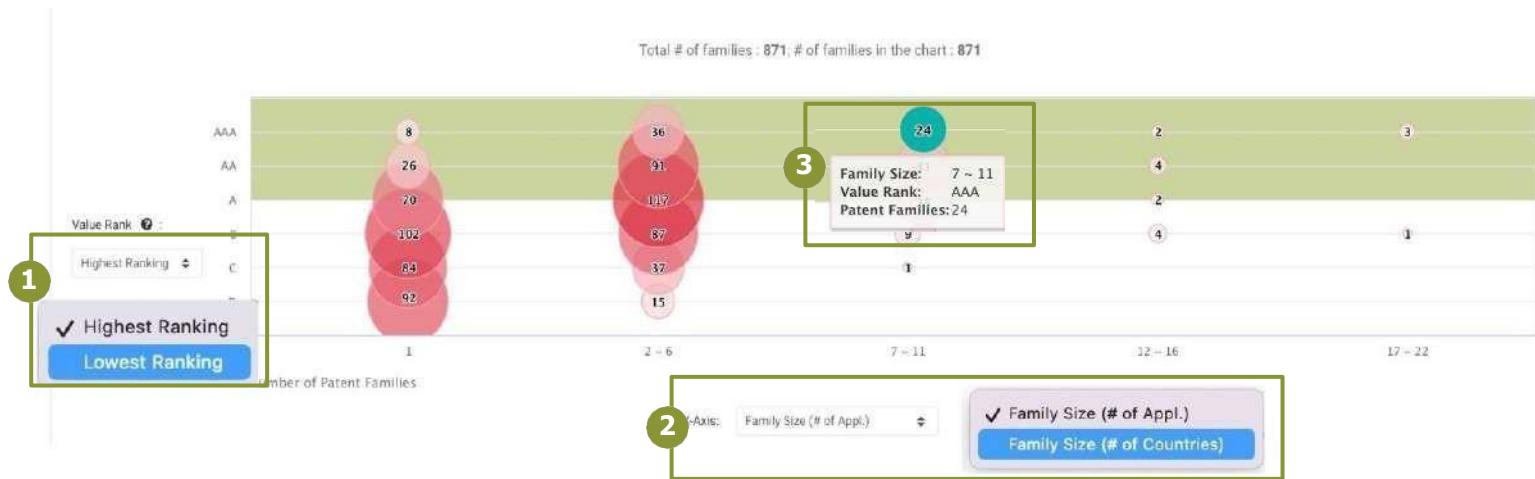 Total # of families : 871; # of families in the chart : 871
AAA 8 36 24 2 3
AA 26 91 4
A 70 117 2
102 87 9 4 1
C 84 37 1
92 15
3
Family Size: 7 ~ 11
Value Rank: AAA
Patent Families: 24
Value Rank ? :
1
Highest Ranking
✓ Highest Ranking
Lowest Ranking
1 2 ~ 6 7 ~ 11 12 ~ 16 17 ~ 22
umber of Patent Families
2
-Axis: Family Size (# of Appl.)
✓ Family Size (# of Appl.)
Family Size (# of Countries)